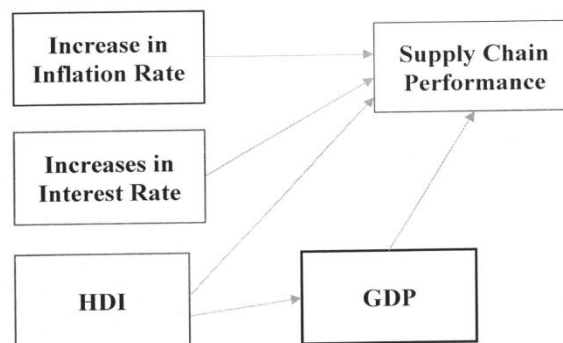 Increase in
Inflation Rate
Supply Chain
Performance
Increases in
Interest Rate
HDI
GDP